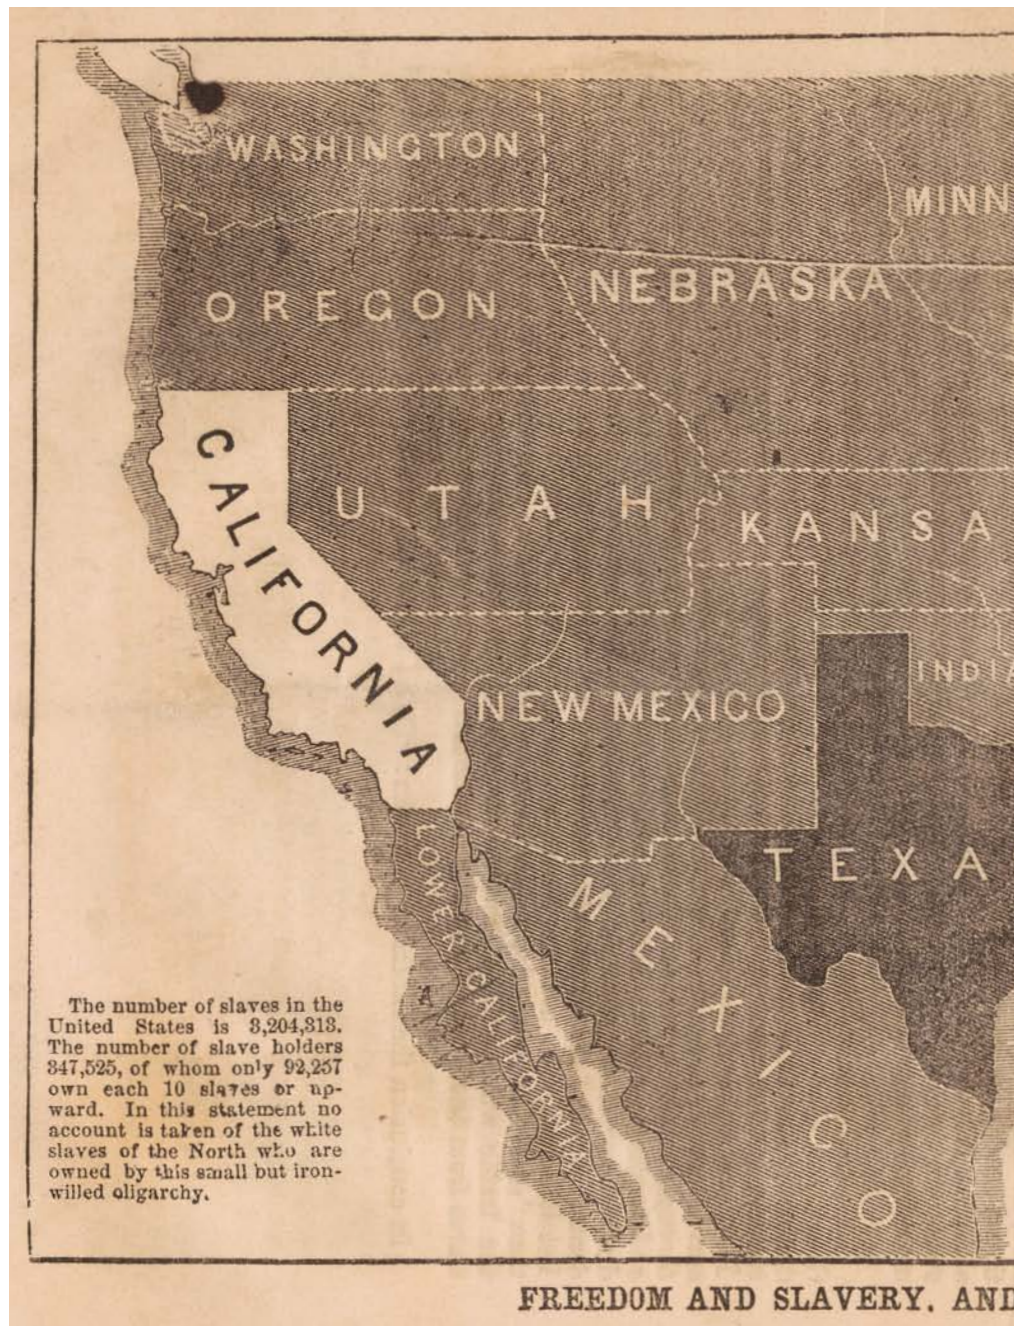 WASHINGTON
MINN
OREGON
NEBRASKA
CALIFORNIA
UTAH
KANSA
INDIA
NEW MEXICO
TEXA
LOWER CALIFORNIA
MEXICO
The number of slaves in the
United States is 3,204,313.
The number of slave holders
347,525, of whom only 92,257
own each 10 slaves or up-
ward. In this statement no
account is taken of the white
slaves of the North who are
owned by this small but iron-
willed oligarchy.
FREEDOM AND SLAVERY, AND